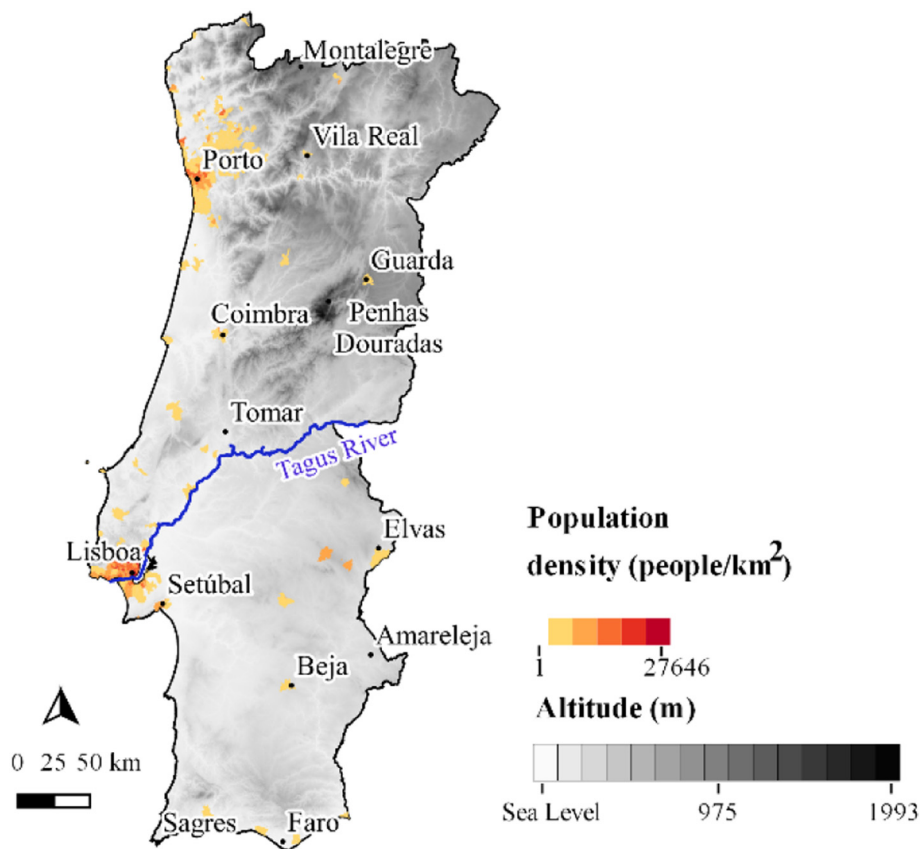 Montalegre
Vila Real
Porto
Guarda
Coimbra
Penhas
Douradas
Tomar
Tagus River
Elvas
Lisboa
Setúbal
Amareleja
Beja
Sagres
Faro
0 25 50 km
Population
density (people/km²)
1 27646
Altitude (m)
Sea Level 975 1993